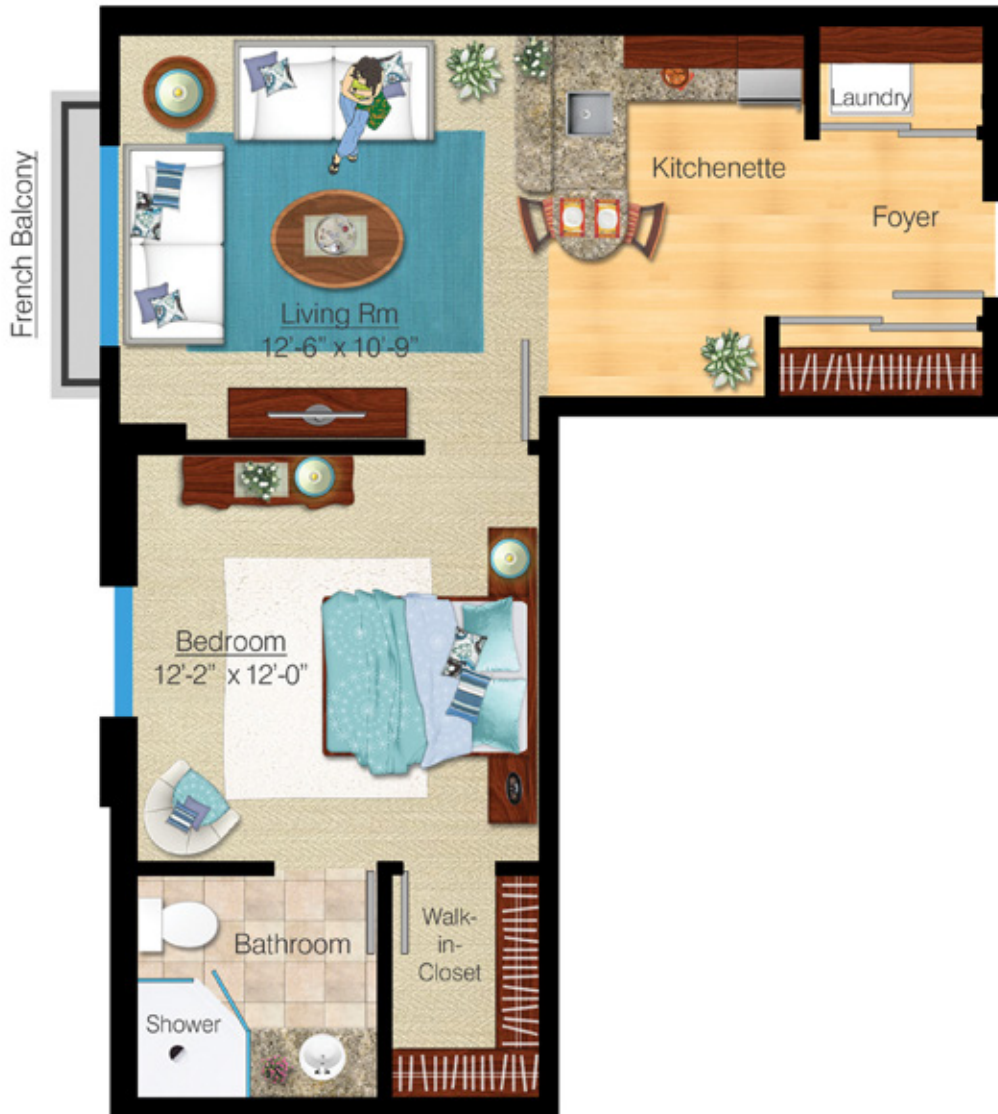 French Balcony
Laundry
Kitchenette
Foyer
Living Rm
12'-6" x 10'-9"
Bedroom
12'-2" x 12'-0"
Bathroom
Walk-
in-
Closet
Shower